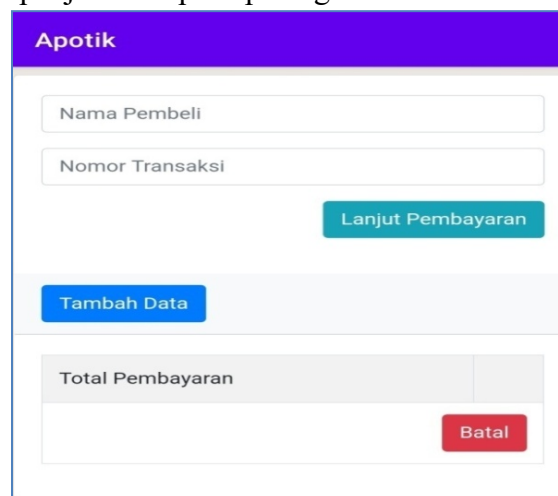 Apotik
Nama Pembeli
Nomor Transaksi
Lanjut Pembayaran
Tambah Data
Total Pembayaran
Batal